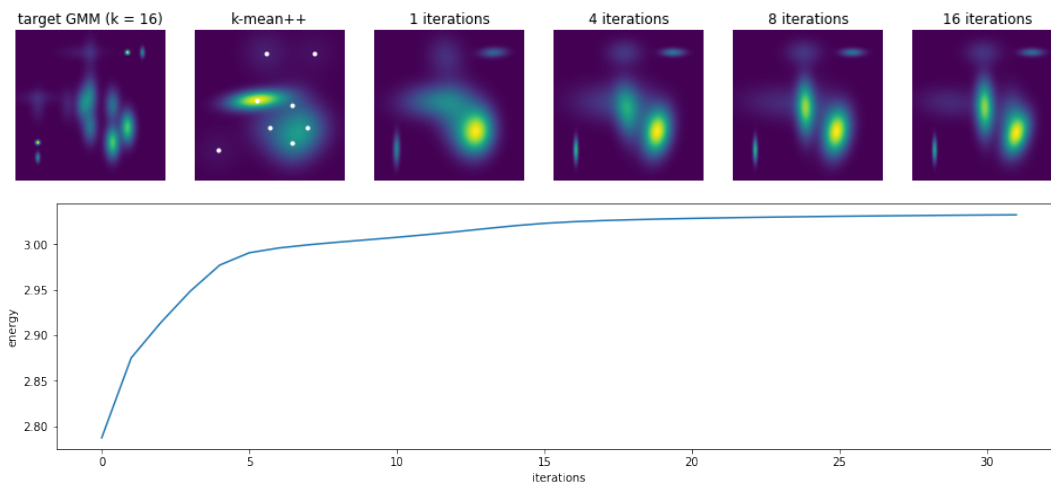 target GMM (k = 16)
k-mean++
1 iterations
4 iterations
8 iterations
16 iterations
energy
3.00
2.95
2.90
2.85
2.80
0
5
10
15
20
25
30
iterations